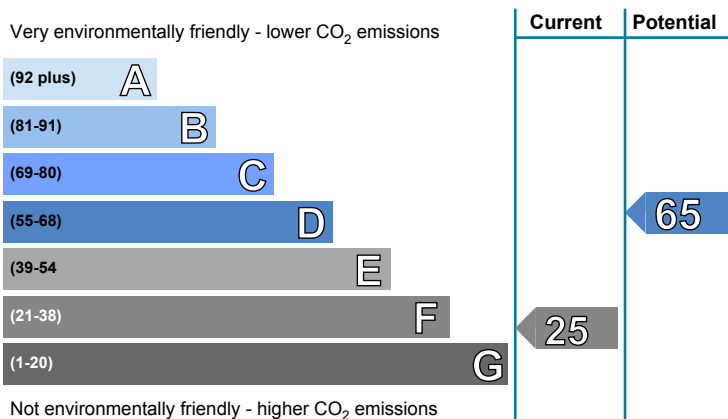 Current Potential
Very environmentally friendly - lower CO2 emissions
(92 plus) A
(81-91) B
(69-80) C
(55-68) D
65
(39-54 E
(21-38) F
25
(1-20) G
Not environmentally friendly - higher CO2 emissions